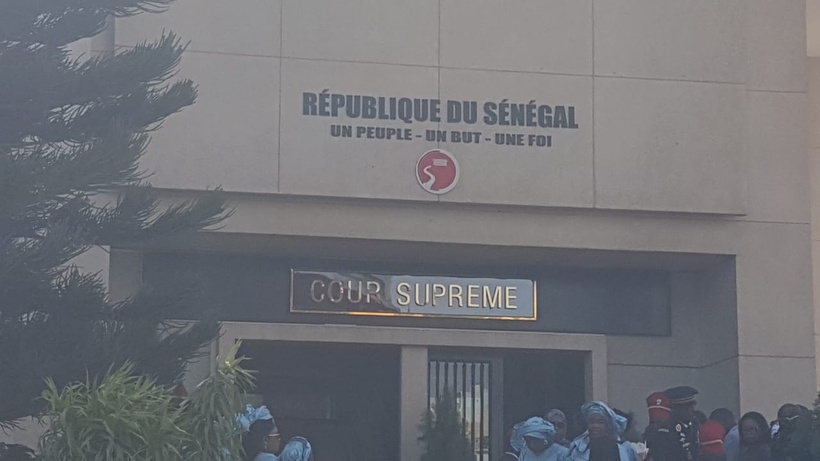 RÉPUBLIQUE DU SÉNÉGAL
UN PEUPLE - UN BUT - UNE FOI
COUR SUPREME